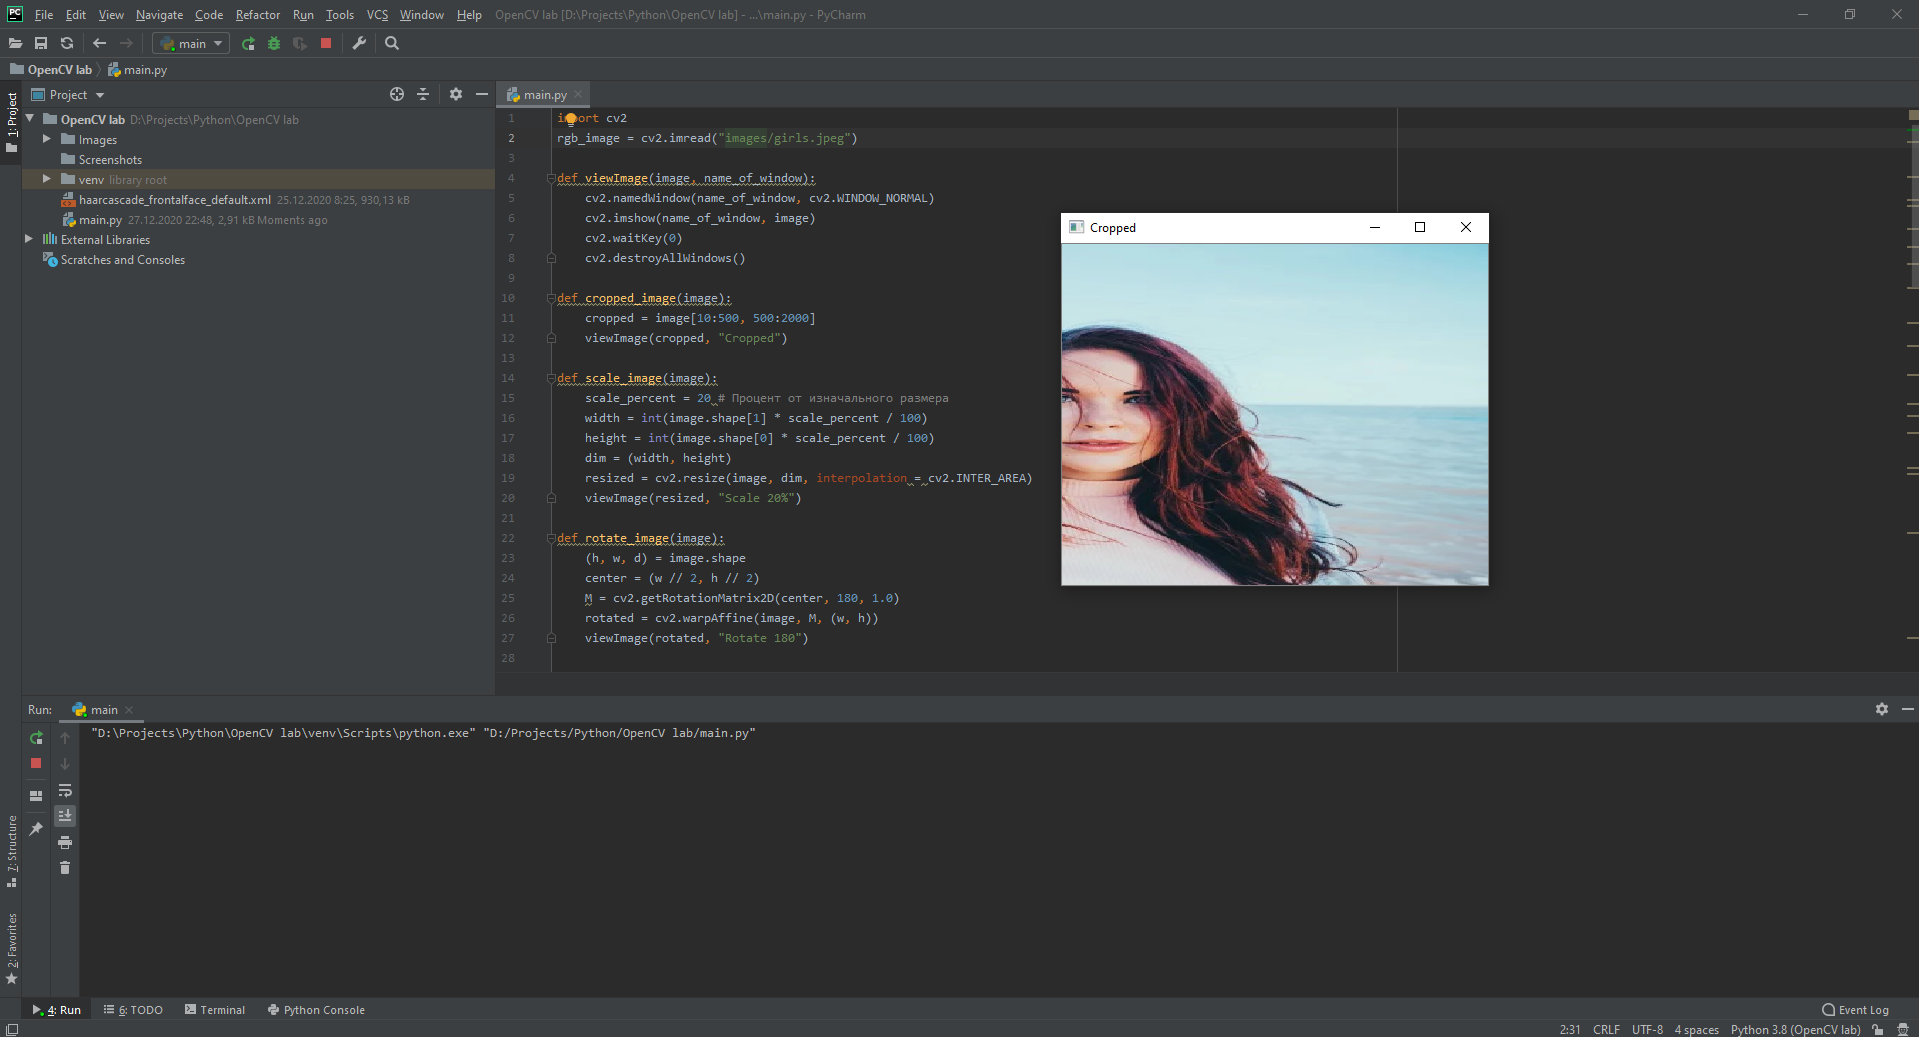 PC File Edit View Navigate Code Refactor Run Tools VCS Window Help OpenCV lab [D:\Projects\Python\OpenCV lab] - ...\main.py - PyCharm
main
OpenCV lab main.py
Project
main.py
1: Project
OpenCV lab D:\Projects\Python\OpenCV lab
Images
Screenshots
venv library root
haarcascade_frontalface_default.xml 25.12.2020 8:25, 930,13 kB
main.py 27.12.2020 22:48, 2,91 kB Moments ago
External Libraries
Scratches and Consoles
1 import cv2
2 rgb_image = cv2.imread("images/girls.jpeg")
3
4 def viewImage(image, name_of_window):
5 cv2.namedWindow(name_of_window, cv2.WINDOW_NORMAL)
6 cv2.imshow(name_of_window, image)
7 cv2.waitKey(0)
8 cv2.destroyAllWindows()
9
10 def cropped_image(image):
11 cropped = image[10:500, 500:2000]
12 viewImage(cropped, "Cropped")
13
14 def scale_image(image):
15 scale_percent = 20 # Процент от изначального размера
16 width = int(image.shape[1] * scale_percent / 100)
17 height = int(image.shape[0] * scale_percent / 100)
18 dim = (width, height)
19 resized = cv2.resize(image, dim, interpolation = cv2.INTER_AREA)
20 viewImage(resized, "Scale 20%")
21
22 def rotate_image(image):
23 (h, w, d) = image.shape
24 center = (w // 2, h // 2)
25 M = cv2.getRotationMatrix2D(center, 180, 1.0)
26 rotated = cv2.warpAffine(image, M, (w, h))
27 viewImage(rotated, "Rotate 180")
28
Cropped
Run: main
"D:\Projects\Python\OpenCV lab\venv\Scripts\python.exe" "D:/Projects/Python/OpenCV lab/main.py"
7: Structure
2: Favorites
4: Run 6: TODO Terminal Python Console Event Log
2:31 CRLF UTF-8 4 spaces Python 3.8 (OpenCV lab)